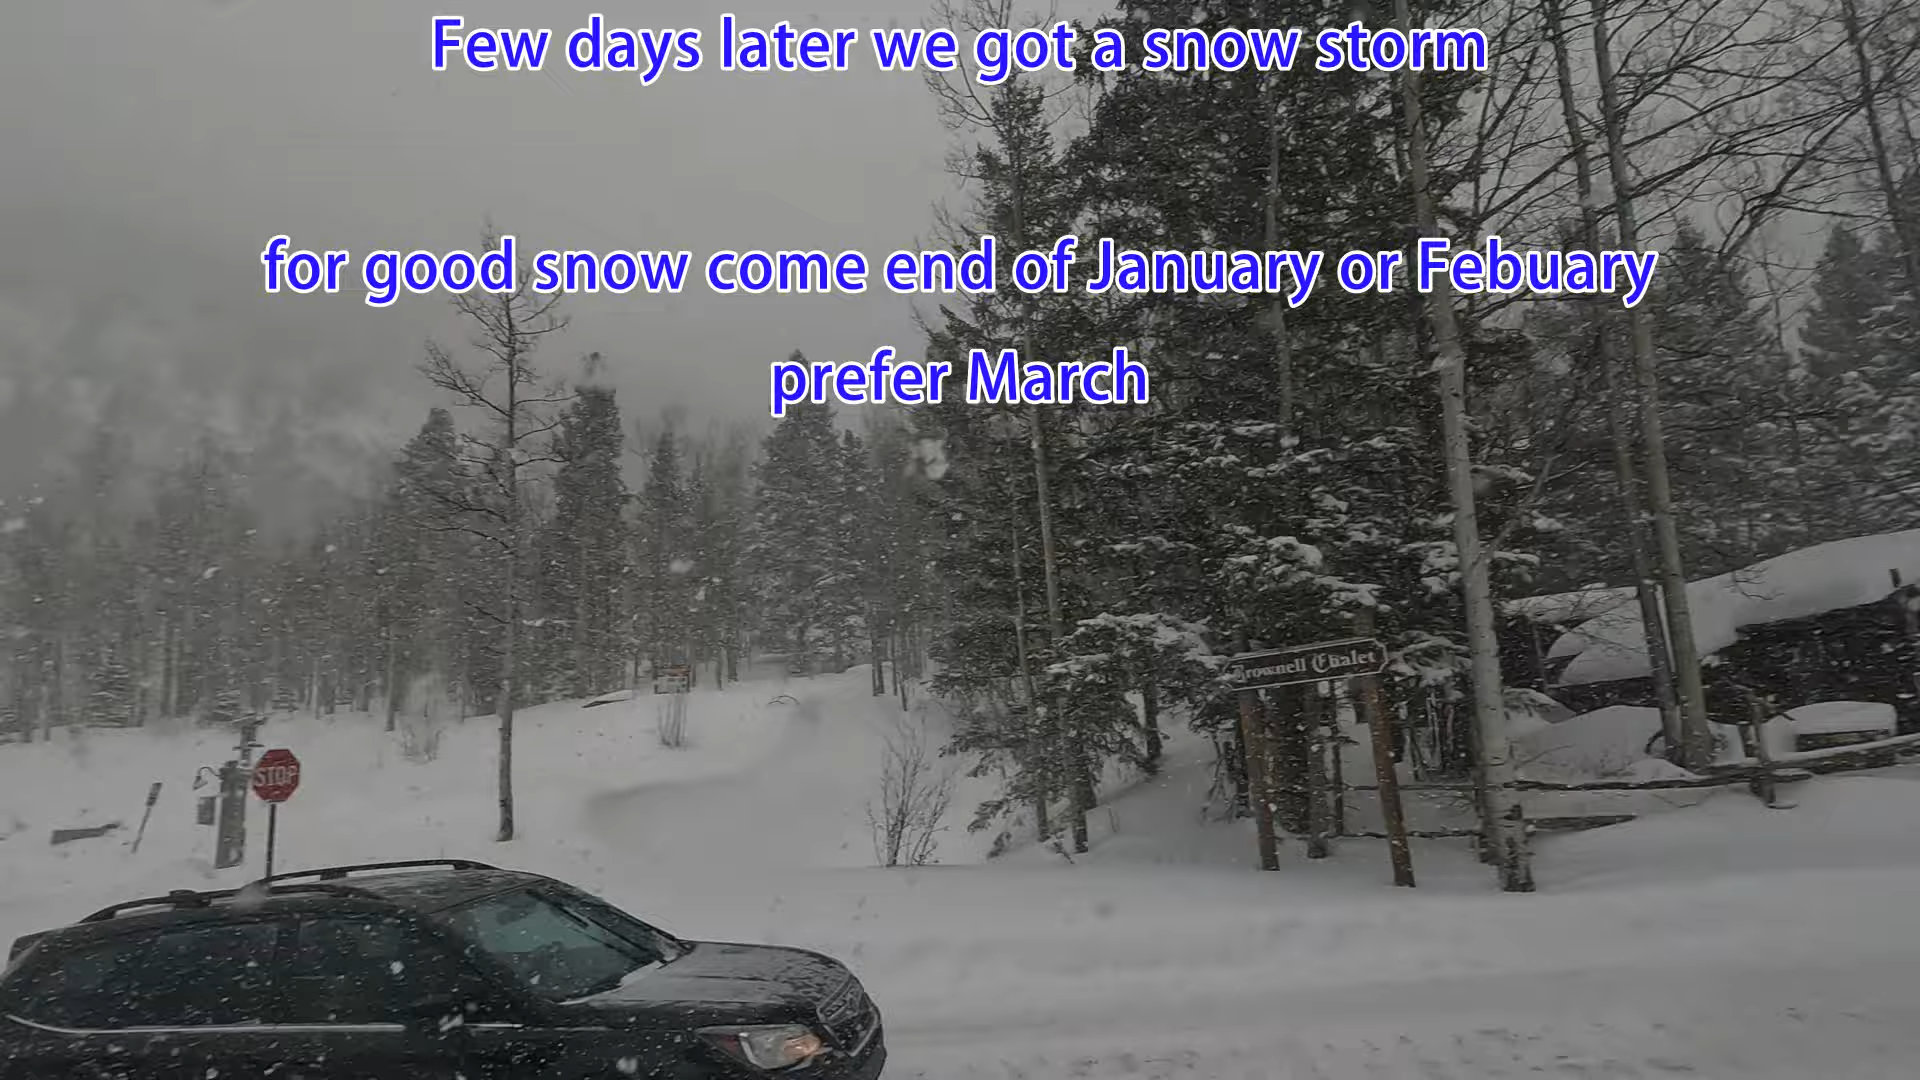 Few days later we got a snow storm
for good snow come end of January or Febuary
prefer March
Brownell Chalet
STOP